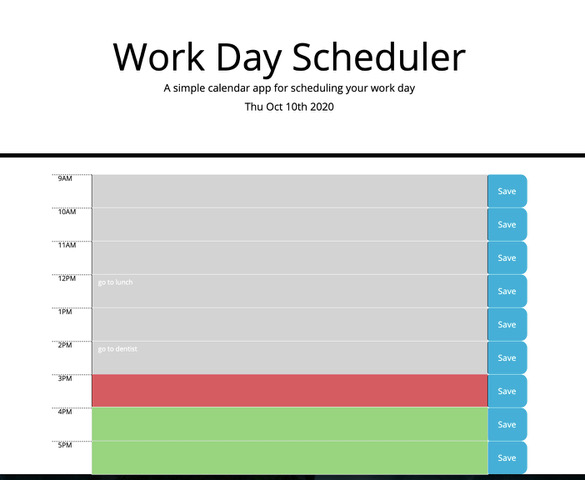 Work Day Scheduler
A simple calendar app for scheduling your work day
Thu Oct 10th 2020
9AM Save
10AM Save
11AM Save
12PM go to lunch Save
1PM Save
2PM go to dentist Save
3PM Save
4PM Save
5PM Save